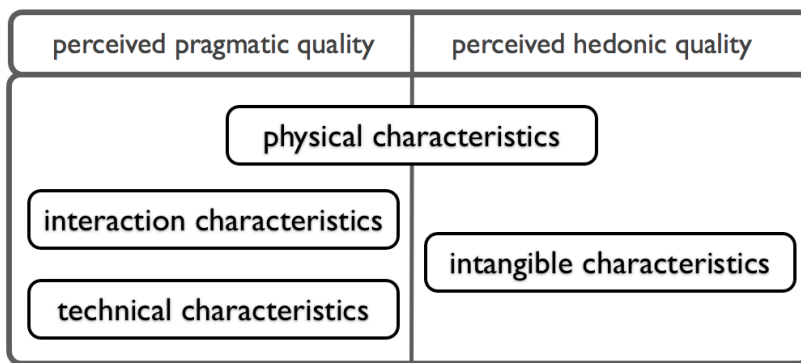 perceived pragmatic quality
perceived hedonic quality
physical characteristics
interaction characteristics
intangible characteristics
technical characteristics